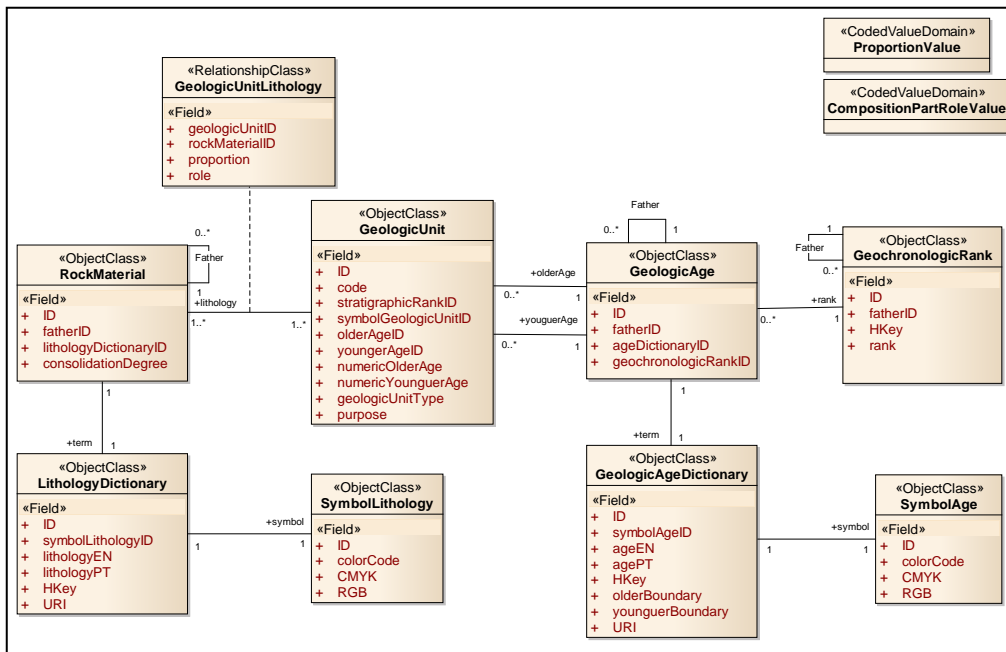 «CodedValueDomain»
ProportionValue
«CodedValueDomain»
CompositionPartRoleValue
«RelationshipClass»
GeologicUnitLithology
«Field»
+ geologicUnitID
+ rockMaterialID
+ proportion
+ role
«ObjectClass»
RockMaterial
«Field»
+ ID
+ fatherID
+ lithologyDictionaryID
+ consolidationDegree
0..*
Father
1
+lithology
1..*
1..*
«ObjectClass»
GeologicUnit
«Field»
+ ID
+ code
+ stratigraphicRankID
+ symbolGeologicUnitID
+ olderAgeID
+ youngerAgeID
+ numericOlderAge
+ numericYounguerAge
+ geologicUnitType
+ purpose
+olderAge
0..*
1
+youguerAge
0..*
1
Father
0..*
1
«ObjectClass»
GeologicAge
«Field»
+ ID
+ fatherID
+ ageDictionaryID
+ geochronologicRankID
+rank
0..*
1
1
Father
0..*
«ObjectClass»
GeochronologicRank
«Field»
+ ID
+ fatherID
+ HKey
+ rank
1
+term
1
«ObjectClass»
LithologyDictionary
«Field»
+ ID
+ symbolLithologyID
+ lithologyEN
+ lithologyPT
+ HKey
+ URI
+symbol
1
1
«ObjectClass»
SymbolLithology
«Field»
+ ID
+ colorCode
+ CMYK
+ RGB
1
+term
1
«ObjectClass»
GeologicAgeDictionary
«Field»
+ ID
+ symbolAgeID
+ ageEN
+ agePT
+ HKey
+ olderBoundary
+ younguerBoundary
+ URI
+symbol
1
1
«ObjectClass»
SymbolAge
«Field»
+ ID
+ colorCode
+ CMYK
+ RGB